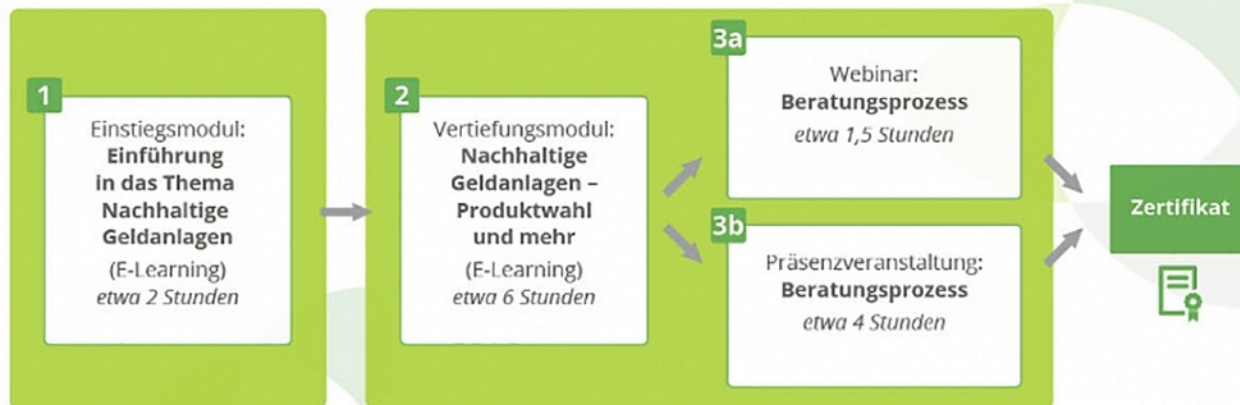 1
Einstiegsmodul:
Einführung
in das Thema
Nachhaltige
Geldanlagen
(E-Learning)
etwa 2 Stunden
2
Vertiefungsmodul:
Nachhaltige
Geldanlagen –
Produktwahl
und mehr
(E-Learning)
etwa 6 Stunden
3a
Webinar:
Beratungsprozess
etwa 1,5 Stunden
3b
Präsenzveranstaltung:
Beratungsprozess
etwa 4 Stunden
Zertifikat